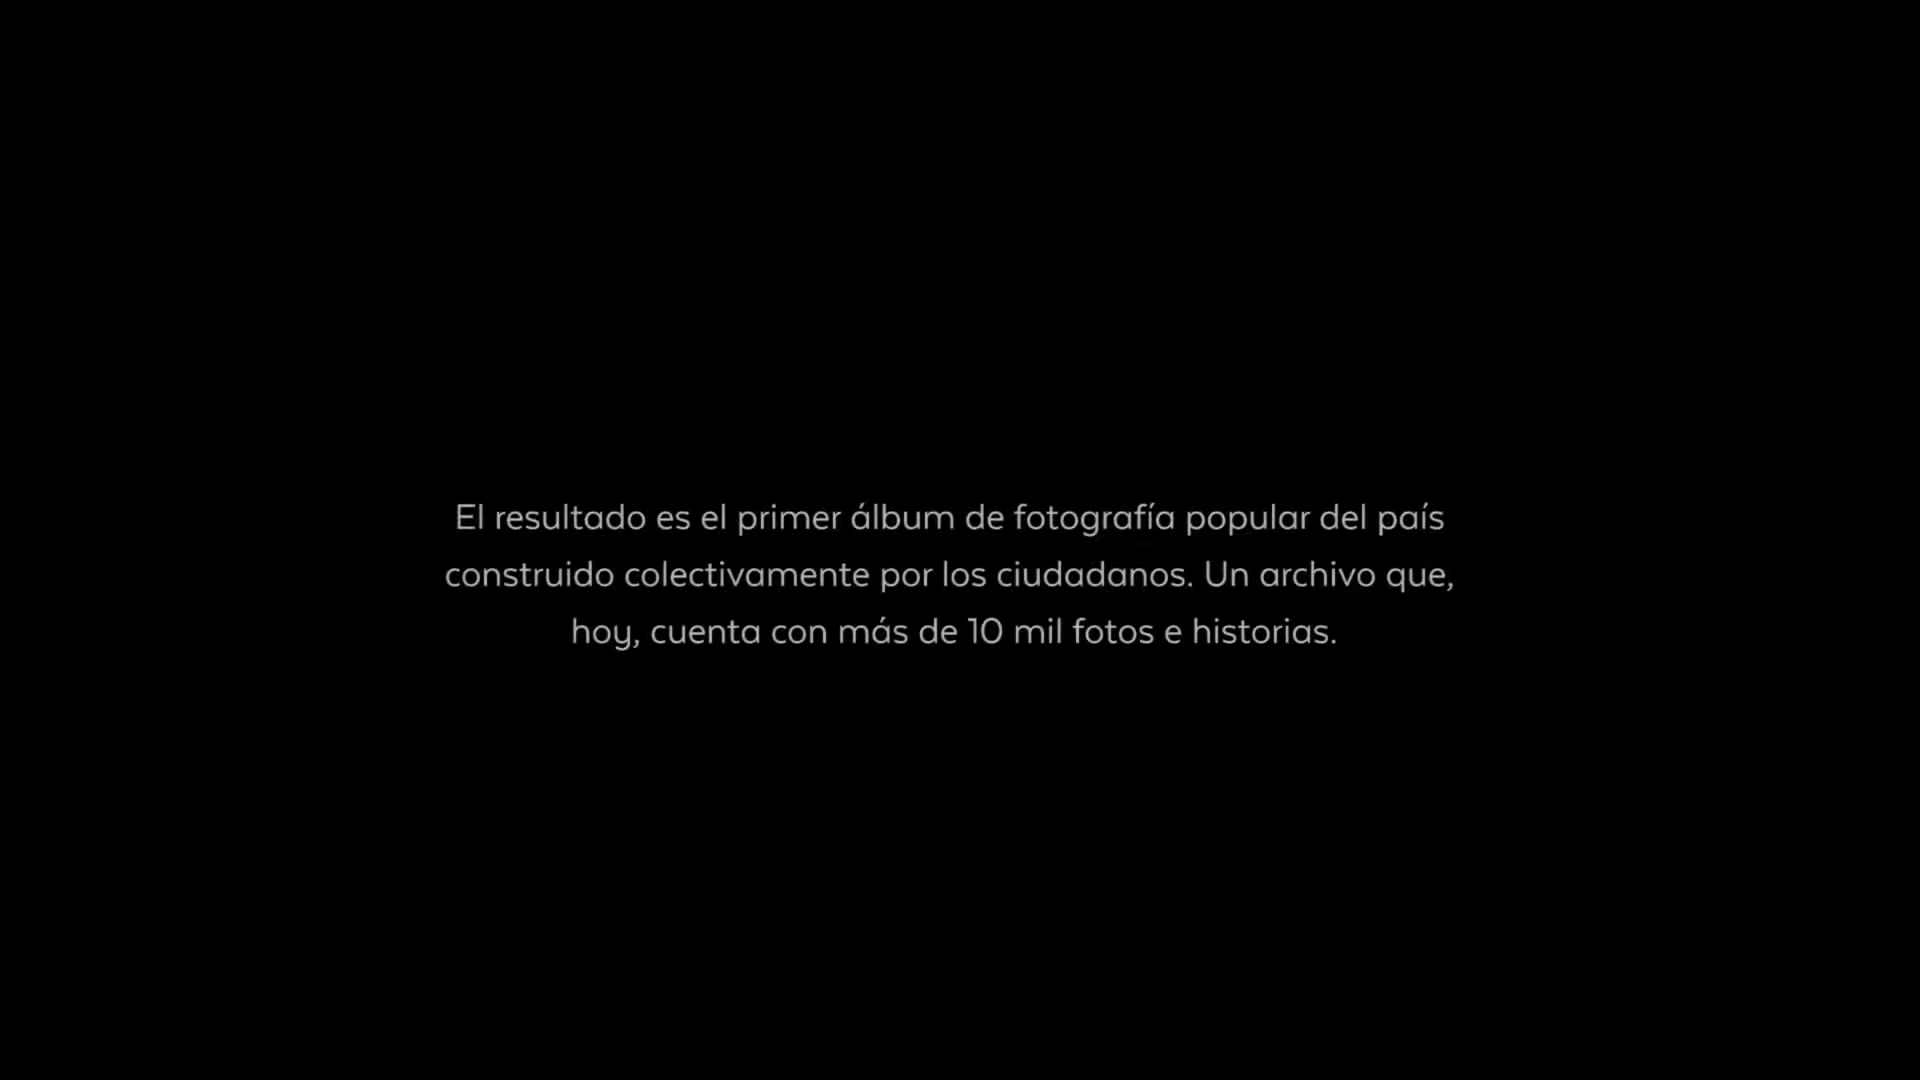 El resultado es el primer álbum de fotografía popular del país
construido colectivamente por los ciudadanos. Un archivo que,
hoy, cuenta con más de 10 mil fotos e historias.